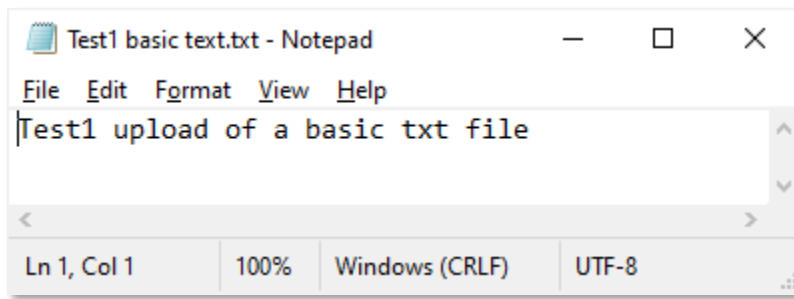 Test1 basic text.txt - Notepad
File Edit Format View Help
Test1 upload of a basic txt file
Ln 1, Col 1 100% Windows (CRLF) UTF-8